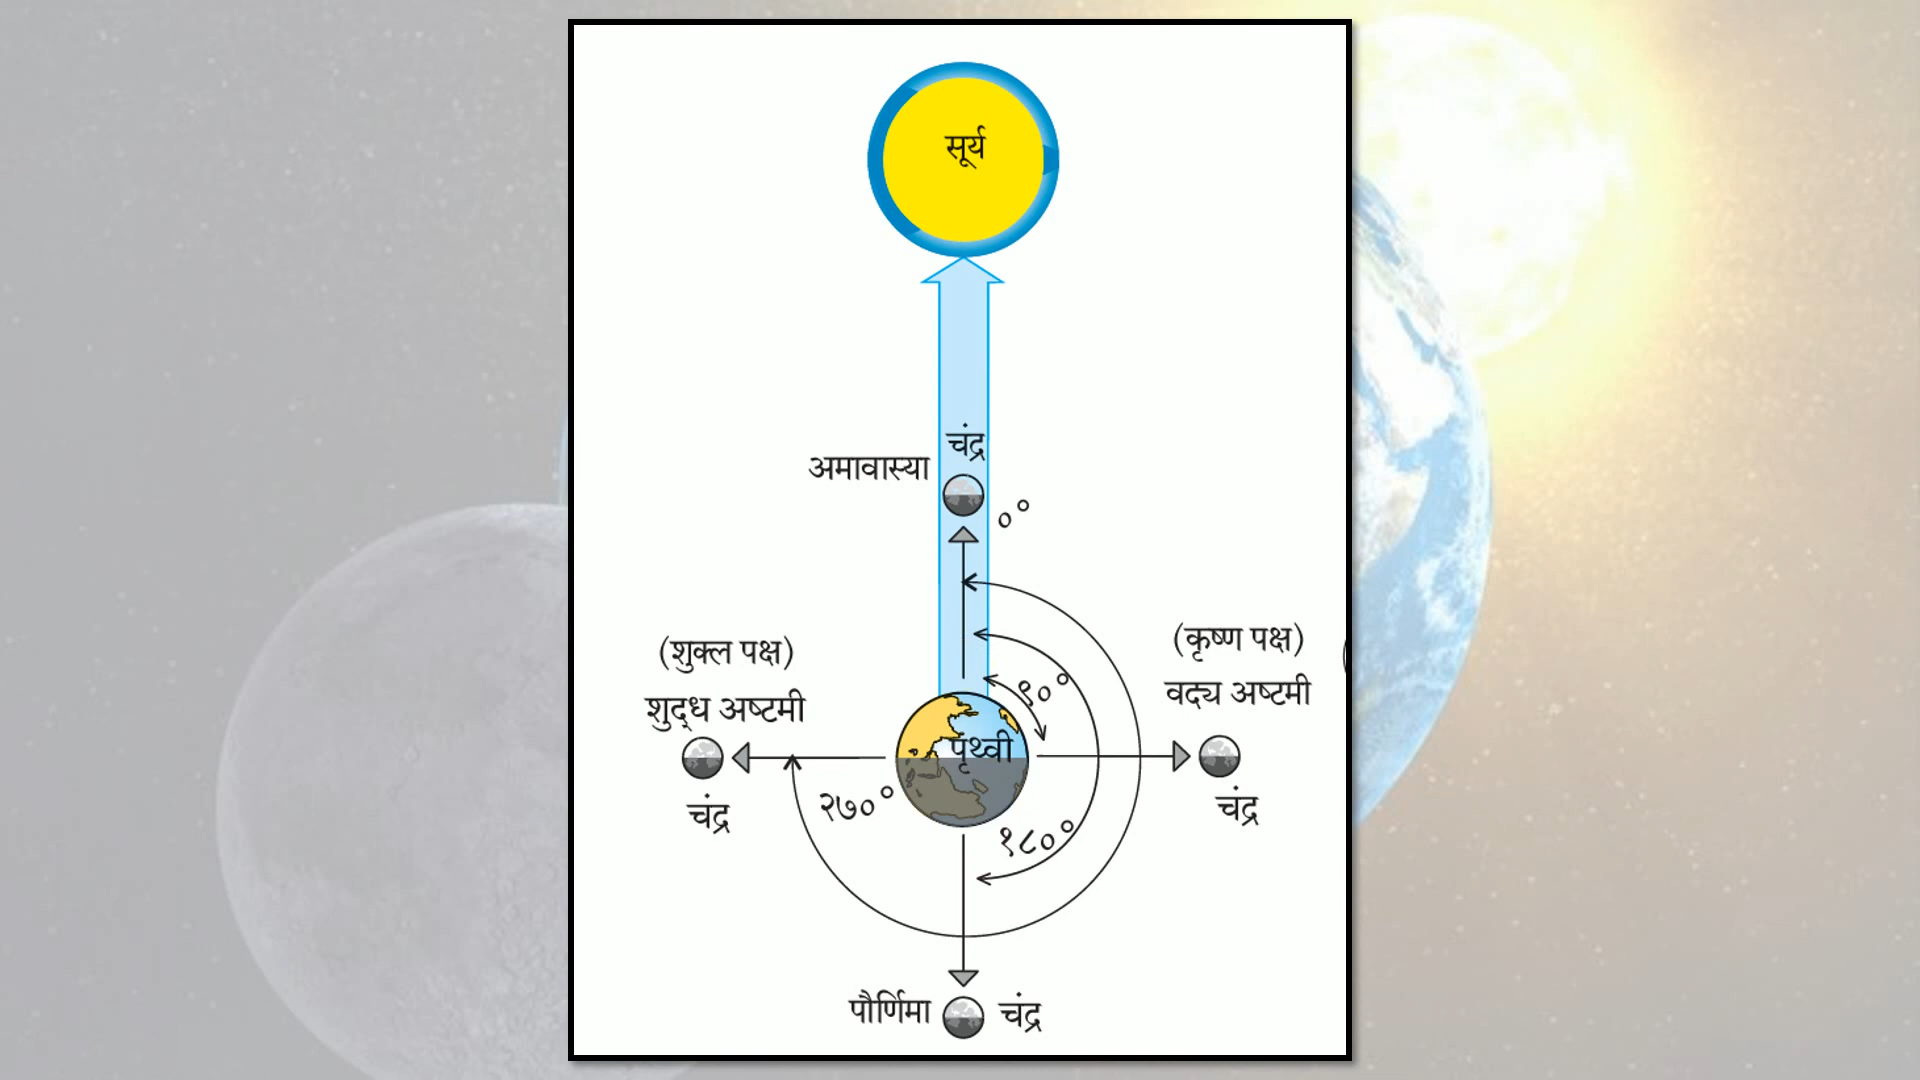 सूर्य
चंद्र
अमावास्या
०°
(शुक्ल पक्ष)
शुद्ध अष्टमी
(कृष्ण पक्ष)
वद्य अष्टमी
९०°
पृथ्वी
चंद्र
२७०°
१८०°
चंद्र
पौर्णिमा
चंद्र